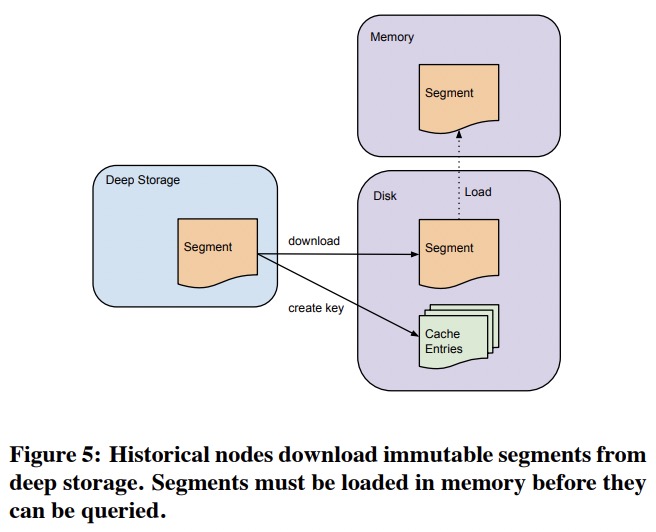 Memory
Segment
Deep Storage
Disk
Load
Segment
download
Segment
create key
Cache
Entries
Figure 5: Historical nodes download immutable segments from
deep storage. Segments must be loaded in memory before they
can be queried.